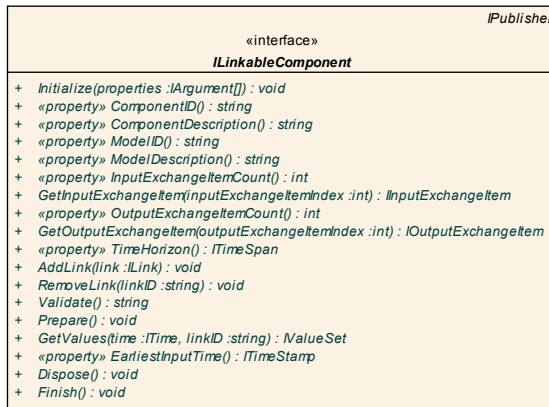 IPublisher
«interface»
ILinkableComponent
+ Initialize(properties :IArgument[]) : void
+ «property» ComponentID() : string
+ «property» ComponentDescription() : string
+ «property» ModelID() : string
+ «property» ModelDescription() : string
+ «property» InputExchangeItemCount() : int
+ GetInputExchangeItem(inputExchangeItemIndex :int) : IInputExchangeItem
+ «property» OutputExchangeItemCount() : int
+ GetOutputExchangeItem(outputExchangeItemIndex :int) : IOutputExchangeItem
+ «property» TimeHorizon() : ITimeSpan
+ AddLink(link :ILink) : void
+ RemoveLink(linkID :string) : void
+ Validate() : string
+ Prepare() : void
+ GetValues(time :ITime, linkID :string) : IValueSet
+ «property» EarliestInputTime() : ITimeStamp
+ Dispose() : void
+ Finish() : void